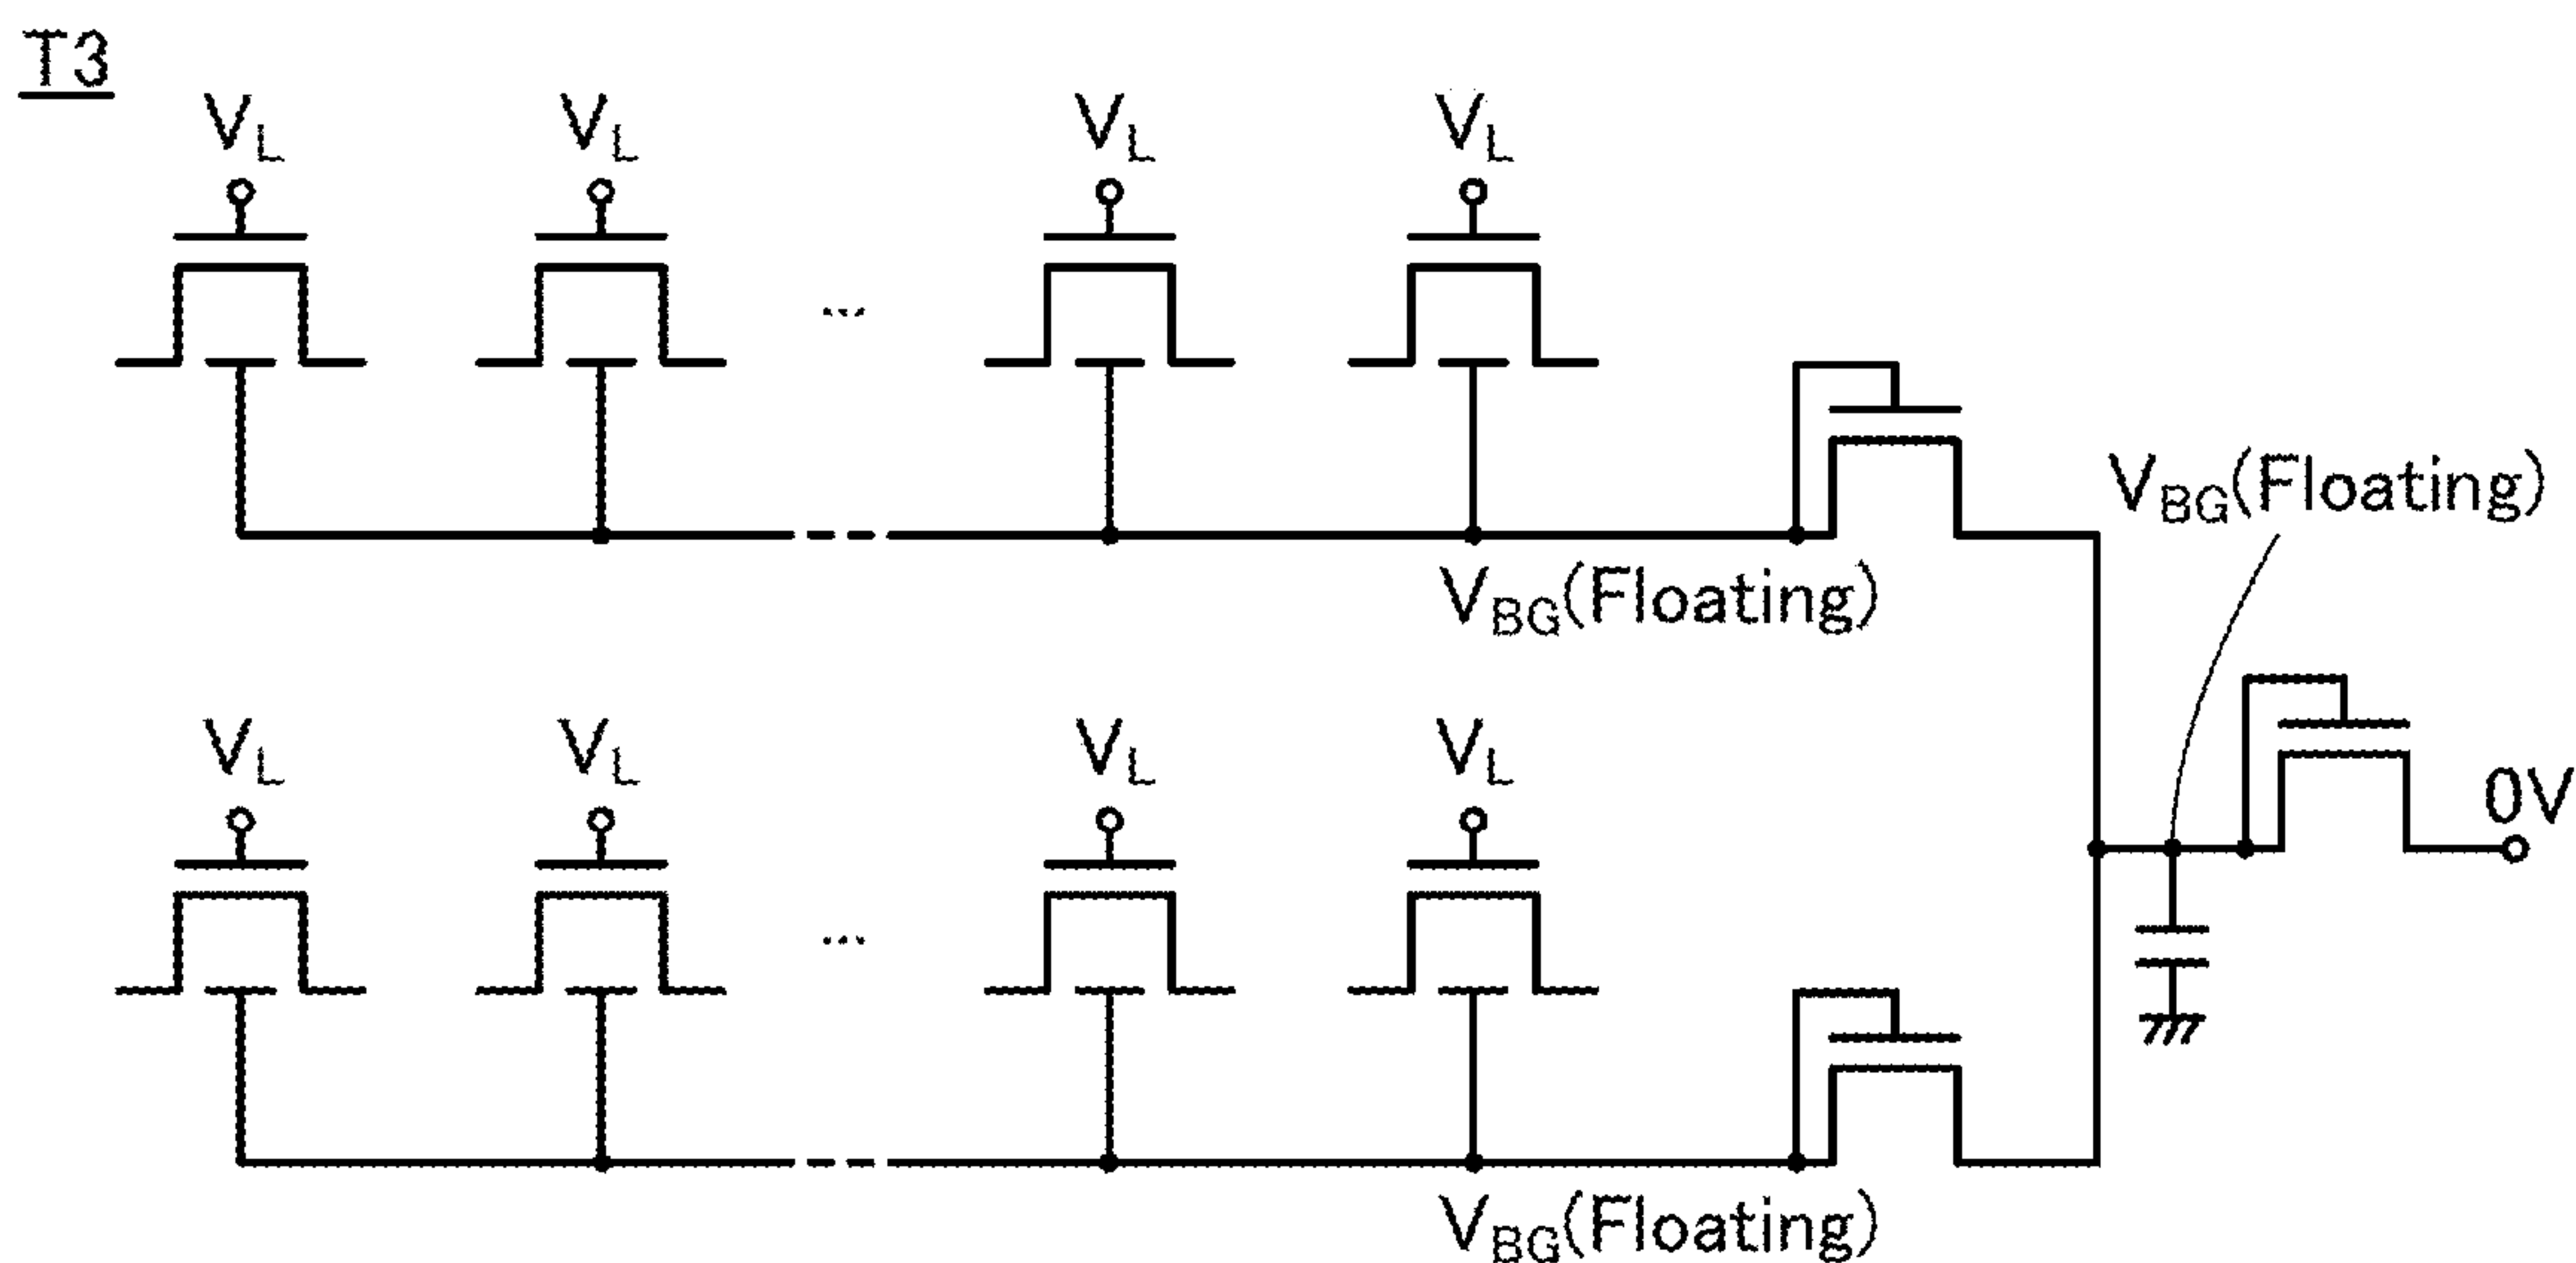 T3
V_L V_L ... V_L V_L
V_BG(Floating)
V_BG(Floating)
V_L V_L ... V_L V_L
0V
V_BG(Floating)